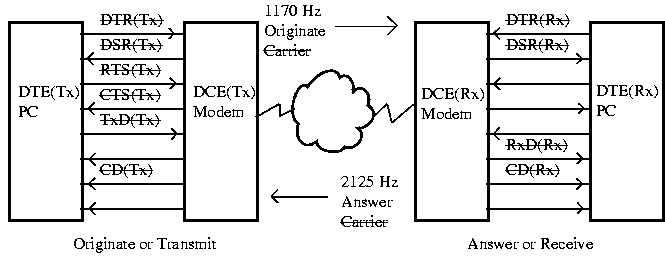 1170 Hz
Originate
Carrier
DTR(Tx)
DSR(Tx)
RTS(Tx)
CTS(Tx)
TxD(Tx)
CD(Tx)
DTE(Tx)
PC
DCE(Tx)
Modem
DTR(Rx)
DSR(Rx)
RxD(Rx)
CD(Rx)
DCE(Rx)
Modem
DTE(Rx)
PC
2125 Hz
Answer
Carrier
Originate or Transmit
Answer or Receive